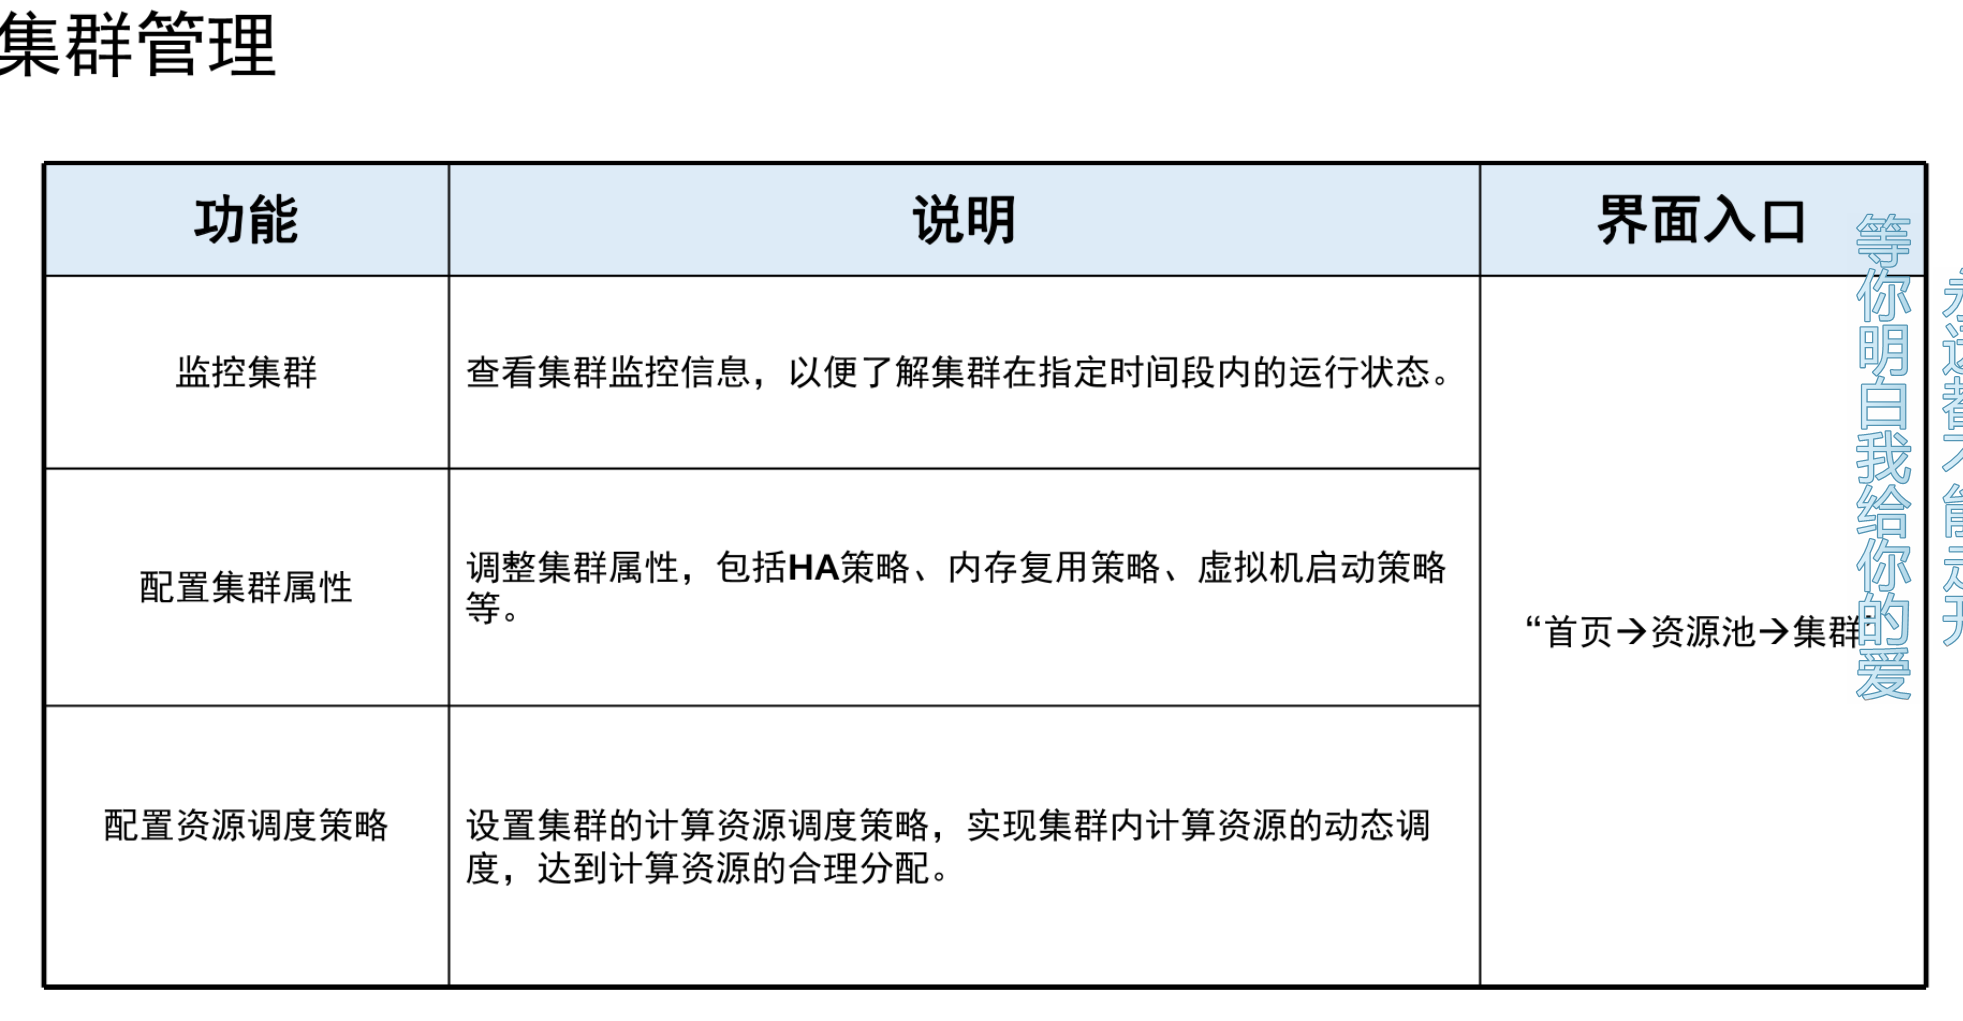 集群管理
功能
说明
界面入口
监控集群
查看集群监控信息，以便了解集群在指定时间段内的运行状态。
配置集群属性
调整集群属性，包括HA策略、内存复用策略、虚拟机启动策略
等。
“首页→资源池→集群”
配置资源调度策略
设置集群的计算资源调度策略，实现集群内计算资源的动态调
度，达到计算资源的合理分配。
等你明白我给你的爱
永远都不能走开